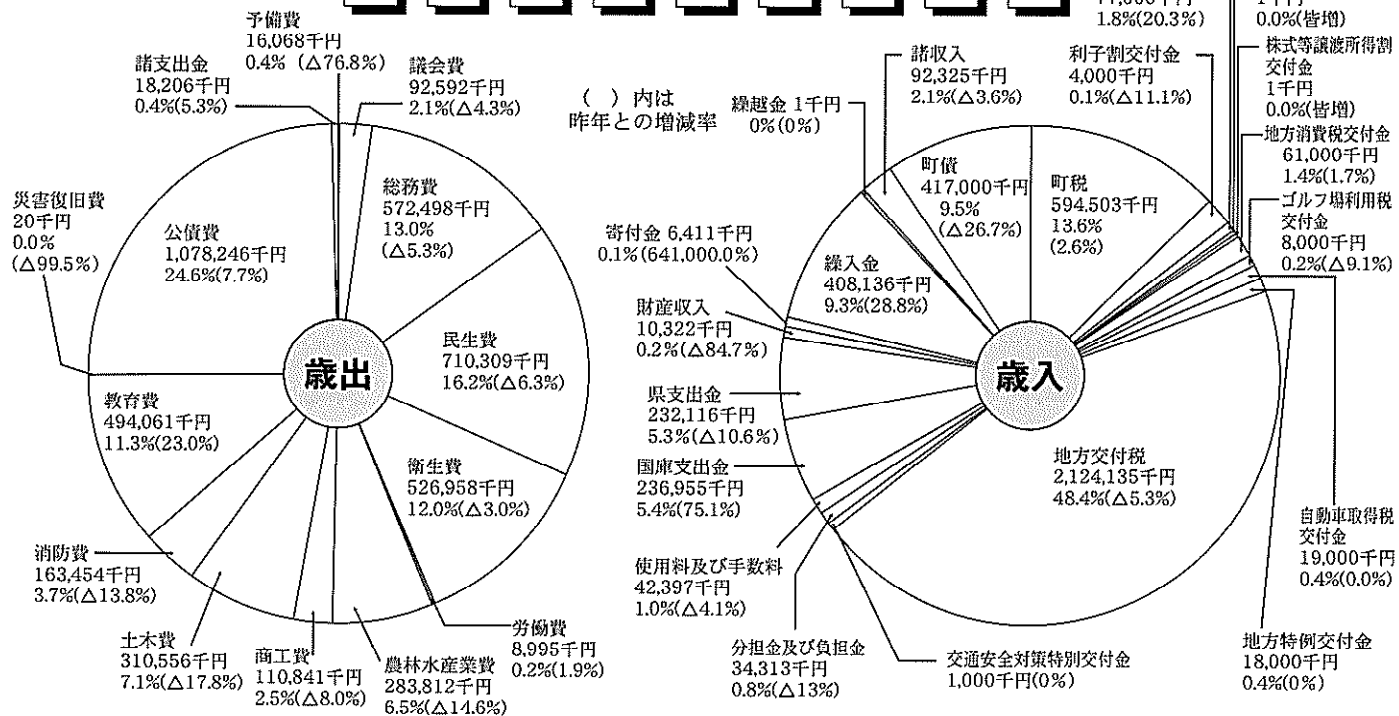 予備費
16,068千円
0.4% (△76.8%)
諸支出金
18,206千円
0.4%(5.3%)
議会費
92,592千円
2.1%(△4.3%)
総務費
572,498千円
13.0%
(△5.3%)
民生費
710,309千円
16.2%(△6.3%)
衛生費
526,958千円
12.0%(△3.0%)
労働費
8,995千円
0.2%(1.9%)
農林水産業費
283,812千円
6.5%(△14.6%)
商工費
110,841千円
2.5%(△8.0%)
土木費
310,556千円
7.1%(△17.8%)
消防費
163,454千円
3.7%(△13.8%)
教育費
494,061千円
11.3%(23.0%)
災害復旧費
20千円
0.0%
(△99.5%)
公債費
1,078,246千円
24.6%(7.7%)
歳出
( )内は
昨年との増減率
1.8%(20.3%)
0.0%(皆増)
株式等譲渡所得割
交付金
1千円
0.0%(皆増)
利子割交付金
4,000千円
0.1%(△11.1%)
地方消費税交付金
61,000千円
1.4%(1.7%)
ゴルフ場利用税
交付金
8,000千円
0.2%(△9.1%)
自動車取得税
交付金
19,000千円
0.4%(0.0%)
地方特例交付金
18,000千円
0.4%(0%)
町税
594,503千円
13.6%
(2.6%)
地方交付税
2,124,135千円
48.4%(△5.3%)
交通安全対策特別交付金
1,000千円(0%)
分担金及び負担金
34,313千円
0.8%(△13%)
使用料及び手数料
42,397千円
1.0%(△4.1%)
国庫支出金
236,955千円
5.4%(75.1%)
県支出金
232,116千円
5.3%(△10.6%)
財産収入
10,322千円
0.2%(△84.7%)
寄付金 6,411千円
0.1%(641,000.0%)
繰入金
408,136千円
9.3%(28.8%)
繰越金 1千円
0%(0%)
諸収入
92,325千円
2.1%(△3.6%)
町債
417,000千円
9.5%
(△26.7%)
歳入